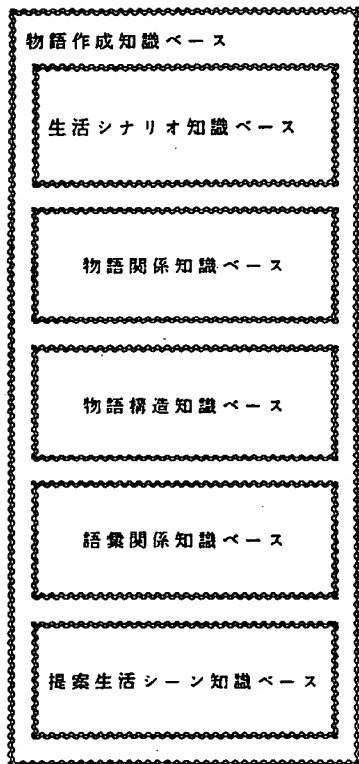 物語作成知識ベース
生活シナリオ知識ベース
物語関係知識ベース
物語構造知識ベース
語彙関係知識ベース
提案生活シーン知識ベース